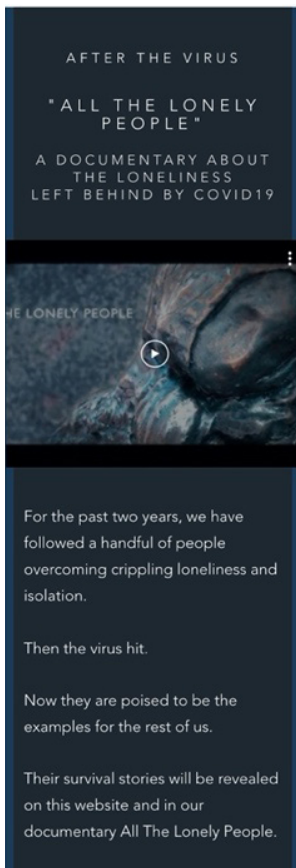 AFTER THE VIRUS
"ALL THE LONELY
PEOPLE"
A DOCUMENTARY ABOUT
THE LONELINESS
LEFT BEHIND BY COVID19
HE LONELY PEOPLE
For the past two years, we have
followed a handful of people
overcoming crippling loneliness and
isolation.
Then the virus hit.
Now they are poised to be the
examples for the rest of us.
Their survival stories will be revealed
on this website and in our
documentary All The Lonely People.